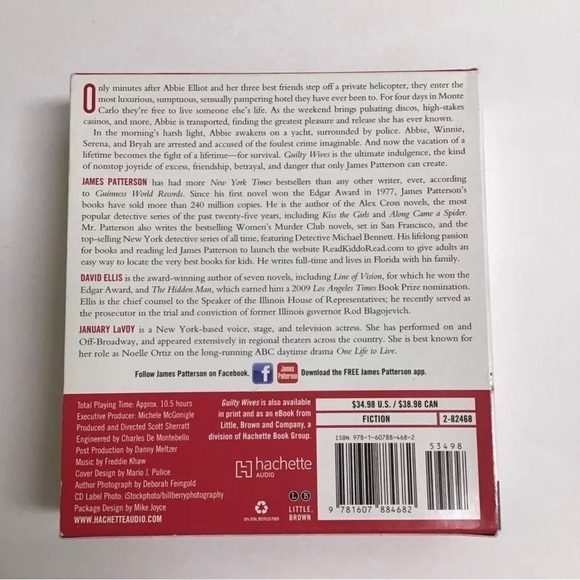 Only minutes after Abbie Elliot and her three best friends step off a private helicopter, they enter the
most luxurious, sumptuous, sensually pampering hotel they have ever been to. For four days in Monte
Carlo they're free to live someone else's life. As the weekend brings pulsating discos, high-stakes
casinos, and more, Abbie is transported, finding the greatest pleasure and release she has ever known.
In the morning's harsh light, Abbie awakens on a yacht, surrounded by police. Abbie, Winnie,
Serena, and Bryah are arrested and accused of the foulest crime imaginable. And now the vacation of a
lifetime becomes the fight of a lifetime—for survival. Guilty Wives is the ultimate indulgence, the kind
of nonstop joyride of excess, friendship, betrayal, and danger that only James Patterson can create.
JAMES PATTERSON has had more New York Times bestsellers than any other writer, ever, according
to Guinness World Records. Since his first novel won the Edgar Award in 1977, James Patterson's
books have sold more than 240 million copies. He is the author of the Alex Cross novels, the most
popular detective series of the past twenty-five years, including Kiss the Girls and Along Came a Spider.
Mr. Patterson also writes the bestselling Women's Murder Club novels, set in San Francisco, and the
top-selling New York detective series of all time, featuring Detective Michael Bennett. His lifelong passion
for books and reading led James Patterson to launch the website ReadKiddoRead.com to give adults an
easy way to locate the very best books for kids. He writes full-time and lives in Florida with his family.
DAVID ELLIS is the award-winning author of seven novels, including Line of Vision, for which he won the
Edgar Award, and The Hidden Man, which earned him a 2009 Los Angeles Times Book Prize nomination.
Ellis is the chief counsel to the Speaker of the Illinois House of Representatives; he recently served as
the prosecutor in the trial and conviction of former Illinois governor Rod Blagojevich.
JANUARY LaVOY is a New York-based voice, stage, and television actress. She has performed on and
Off-Broadway, and appeared extensively in regional theaters across the country. She is best known for
her role as Noelle Ortiz on the long-running ABC daytime drama One Life to Live.
Follow James Patterson on Facebook. f James Patterson Download the FREE James Patterson app.
Total Playing Time: Approx. 10.5 hours
Executive Producer: Michele McGonigle
Produced and Directed Scott Sherratt
Engineered by Charles De Montebello
Post Production by Danny Meltzer
Music by Freddie Khaw
Cover Design by Mario J. Pulice
Author Photograph by Deborah Feingold
CD Label Photo: iStockphoto/billberryphotography
Package Design by Mike Joyce
WWW.HACHETTEAUDIO.COM
Guilty Wives is also available
in print and as an eBook from
Little, Brown and Company, a
division of Hachette Book Group.
hachette
AUDIO
L B
LITTLE,
BROWN
$34.98 U.S. / $38.98 CAN
FICTION 2-82468
ISBN 978-1-60788-468-2
53498
9 781607 884682